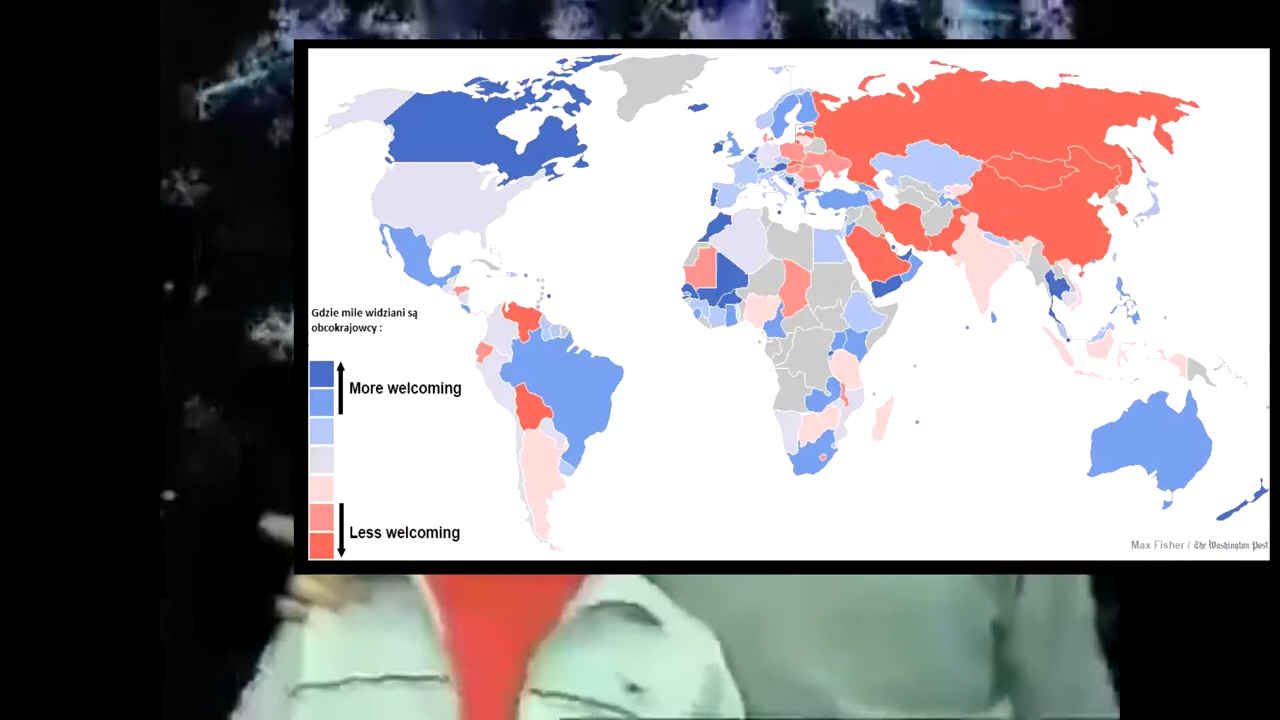 Gdzie mile widziani są
obcokrajowcy :
More welcoming
Less welcoming
Max Fisher / The Washington Post